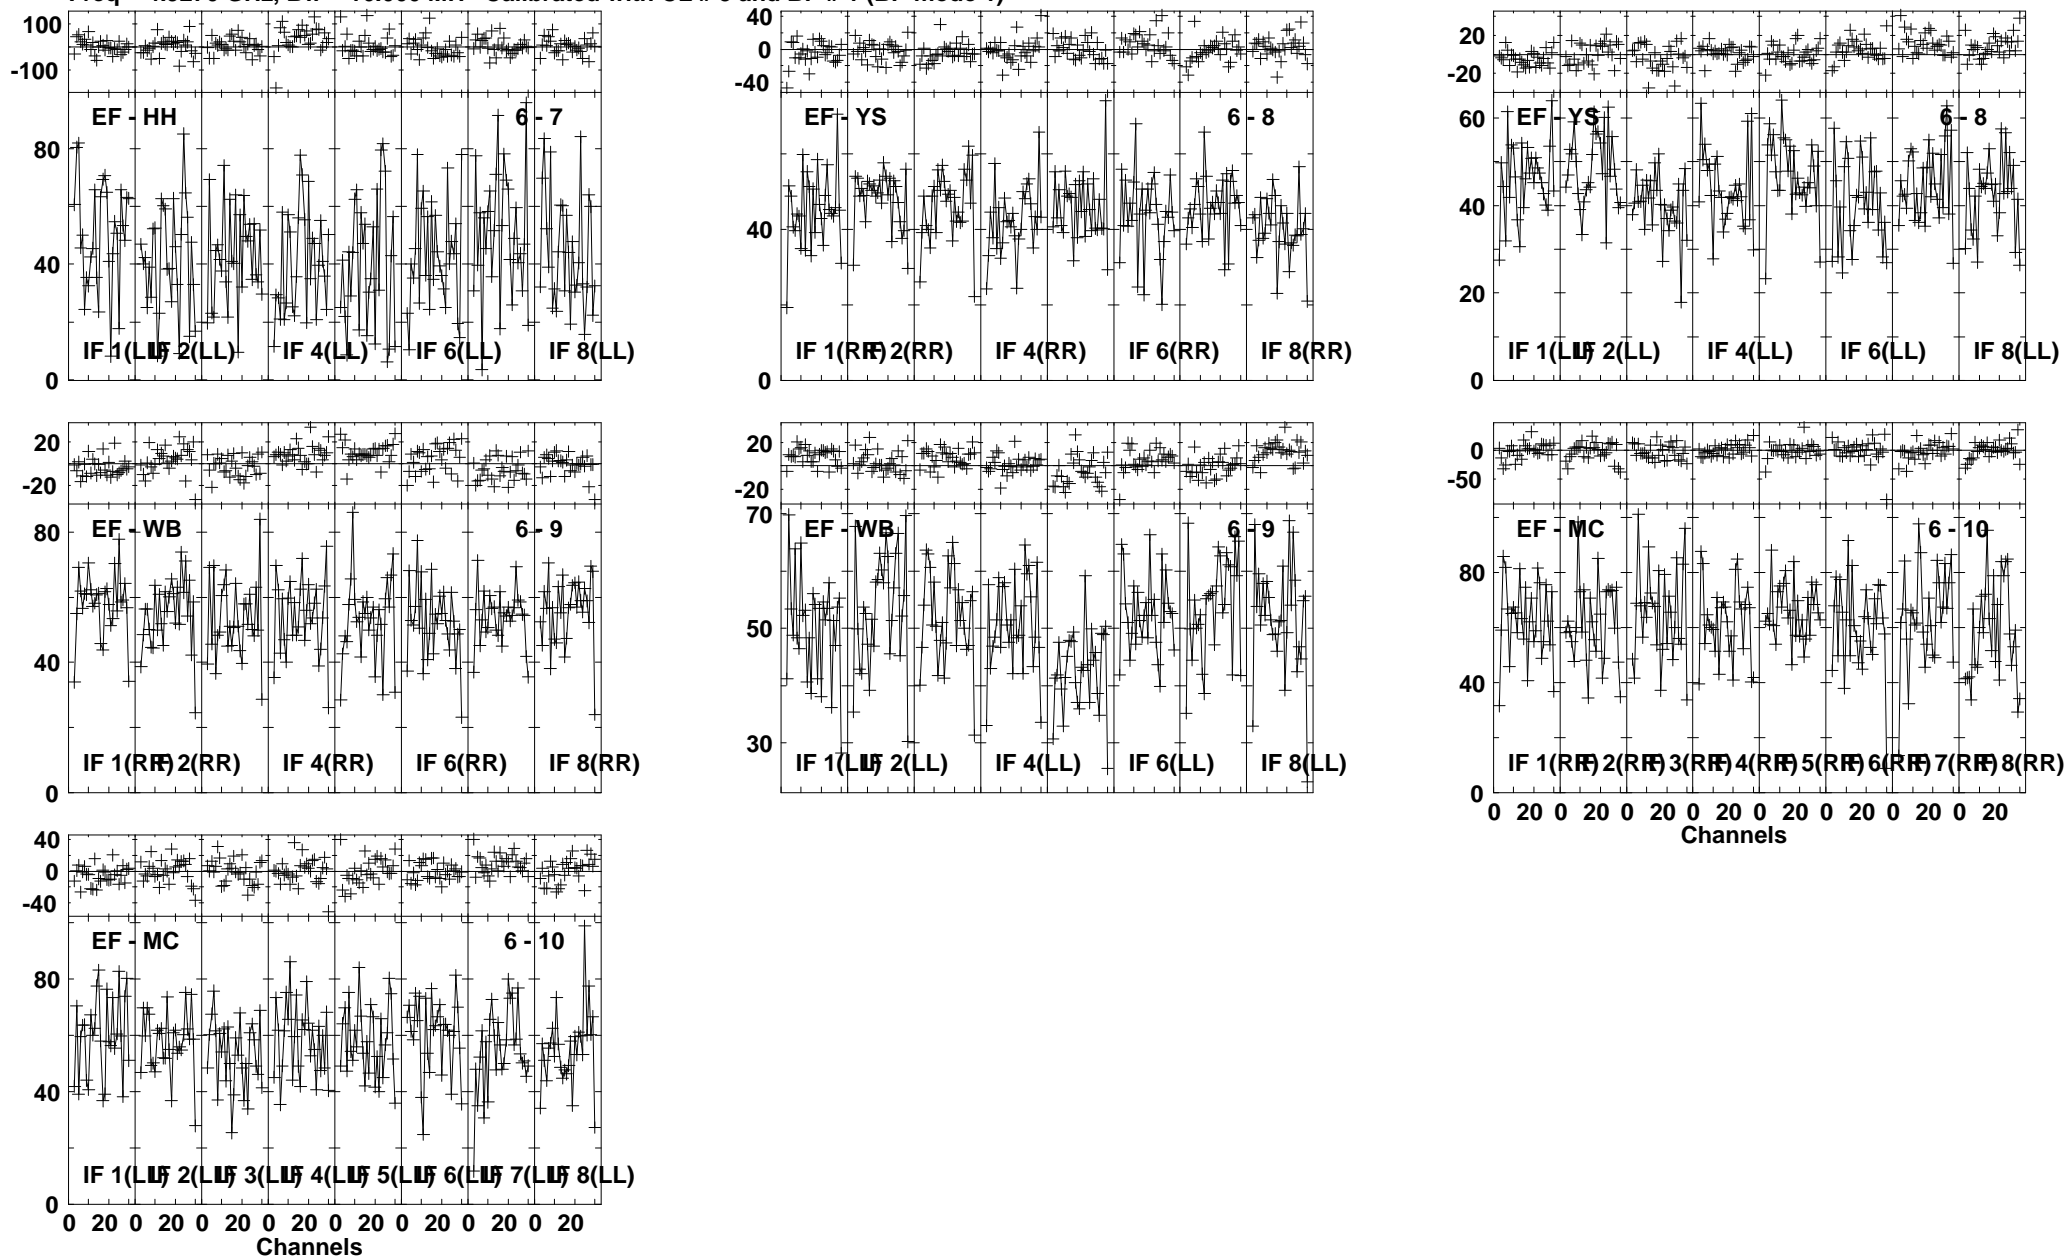 100
-100
EF - HH 6 - 7
80
40
0
IF 1(LL) IF 2(LL) IF 4(LL) IF 6(LL) IF 8(LL)
40
0
-40
EF - YS 6 - 8
40
0
IF 1(RR) IF 2(RR) IF 4(RR) IF 6(RR) IF 8(RR)
20
-20
EF - YS 6 - 8
60
40
20
0
IF 1(LL) IF 2(LL) IF 4(LL) IF 6(LL) IF 8(LL)
20
-20
EF - WB 6 - 9
80
40
0
IF 1(RR) IF 2(RR) IF 4(RR) IF 6(RR) IF 8(RR)
20
-20
70
EF - WB 6 - 9
50
30
IF 1(LL) IF 2(LL) IF 4(LL) IF 6(LL) IF 8(LL)
0
-50
EF - MC 6 - 10
80
40
0
IF 1(RR) IF 2(RR) IF 3(RR) IF 4(RR) IF 5(RR) IF 6(RR) IF 7(RR) IF 8(RR)
0 20 0 20 0 20 0 20 0 20 0 20 0 20 0 20
Channels
40
0
-40
EF - MC 6 - 10
80
40
0
IF 1(LL) IF 2(LL) IF 3(LL) IF 4(LL) IF 5(LL) IF 6(LL) IF 7(LL) IF 8(LL)
0 20 0 20 0 20 0 20 0 20 0 20 0 20 0 20
Channels